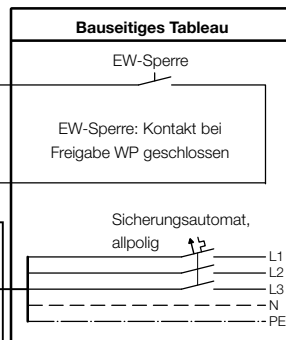 Bauseitiges Tableau
EW-Sperre
EW-Sperre: Kontakt bei
Freigabe WP geschlossen
Sicherungsautomat,
allpolig
L1
L2
L3
N
PE